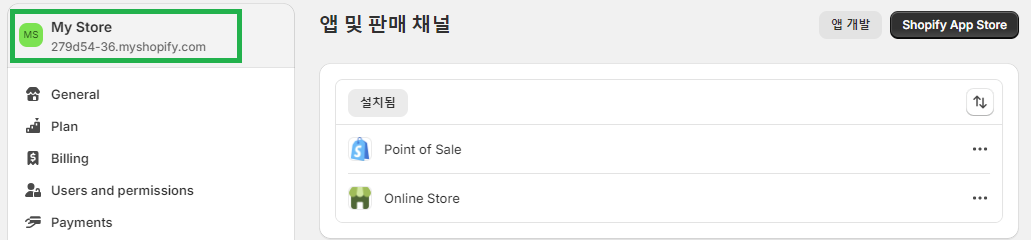 MS
My Store
279d54-36.myshopify.com
General
Plan
Billing
Users and permissions
Payments
앱 및 판매 채널
앱 개발
Shopify App Store
설치됨
Point of Sale
Online Store